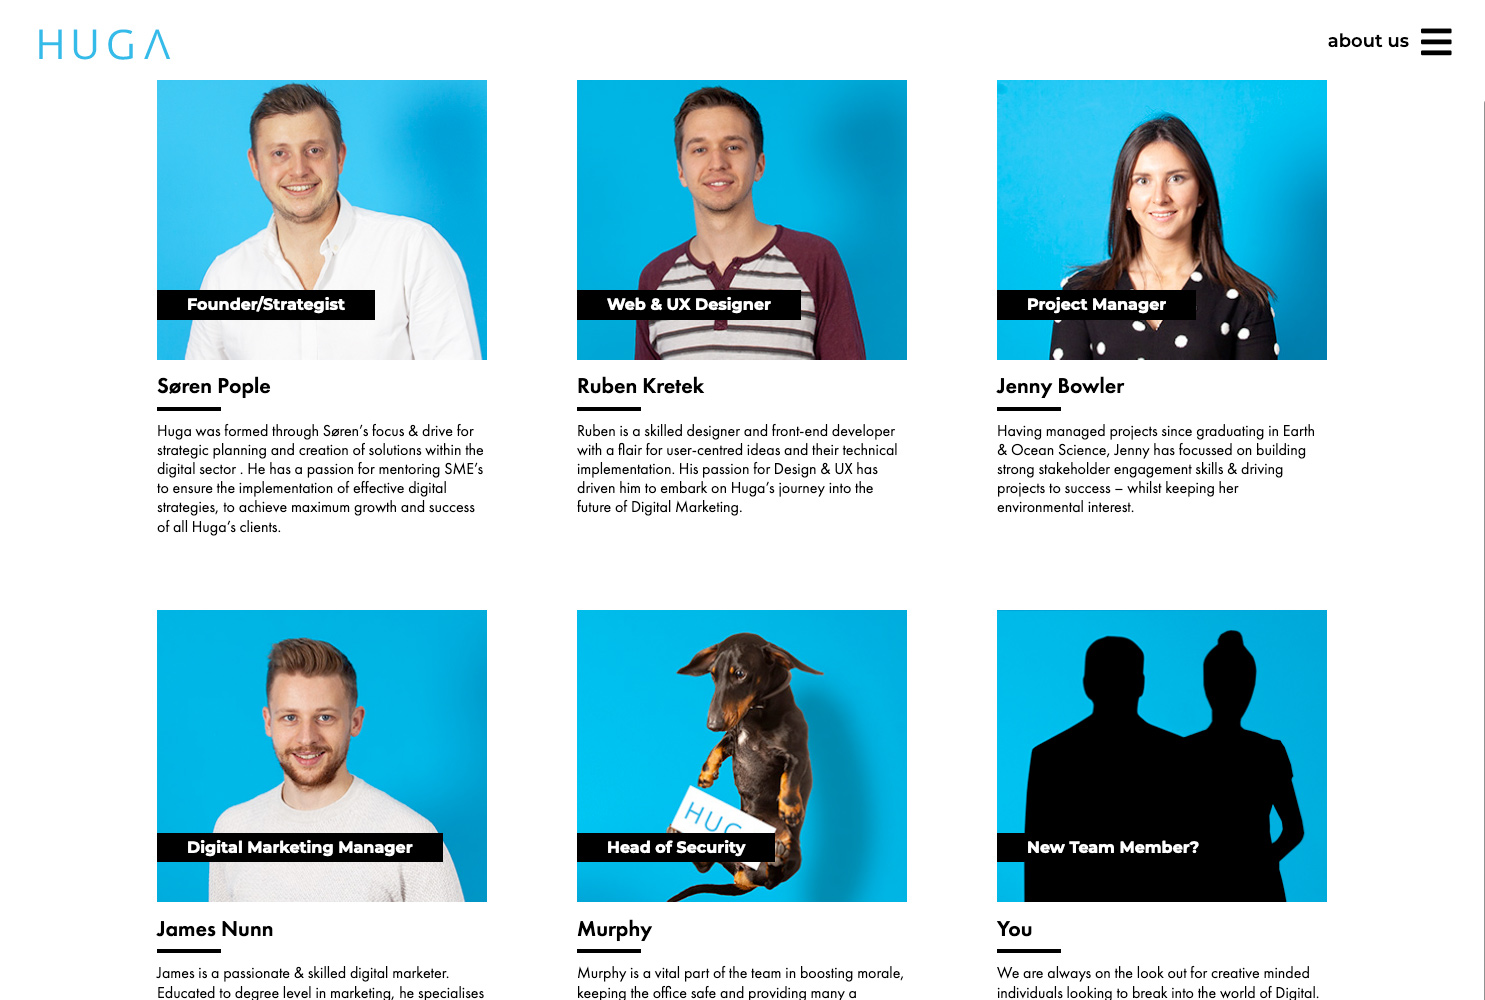 HUGA
about us
Founder/Strategist
Web & UX Designer
Project Manager
Søren Pople
Huga was formed through Søren’s focus & drive for
strategic planning and creation of solutions within the
digital sector . He has a passion for mentoring SME’s
to ensure the implementation of effective digital
strategies, to achieve maximum growth and success
of all Huga’s clients.
Ruben Kretek
Ruben is a skilled designer and front-end developer
with a flair for user-centred ideas and their technical
implementation. His passion for Design & UX has
driven him to embark on Huga’s journey into the
future of Digital Marketing.
Jenny Bowler
Having managed projects since graduating in Earth
& Ocean Science, Jenny has focussed on building
strong stakeholder engagement skills & driving
projects to success – whilst keeping her
environmental interest.
HUG
Digital Marketing Manager
Head of Security
New Team Member?
James Nunn
James is a passionate & skilled digital marketer.
Educated to degree level in marketing, he specialises
Murphy
Murphy is a vital part of the team in boosting morale,
keeping the office safe and providing many a
You
We are always on the look out for creative minded
individuals looking to break into the world of Digital.